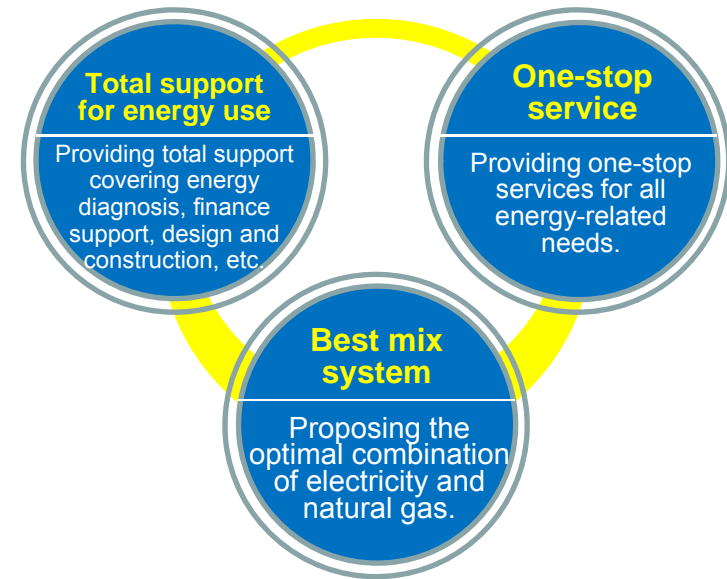 Total support
for energy use
Providing total support
covering energy
diagnosis, finance
support, design and
construction, etc.
One-stop
service
Providing one-stop
services for all
energy-related
needs.
Best mix
system
Proposing the
optimal combination
of electricity and
natural gas.